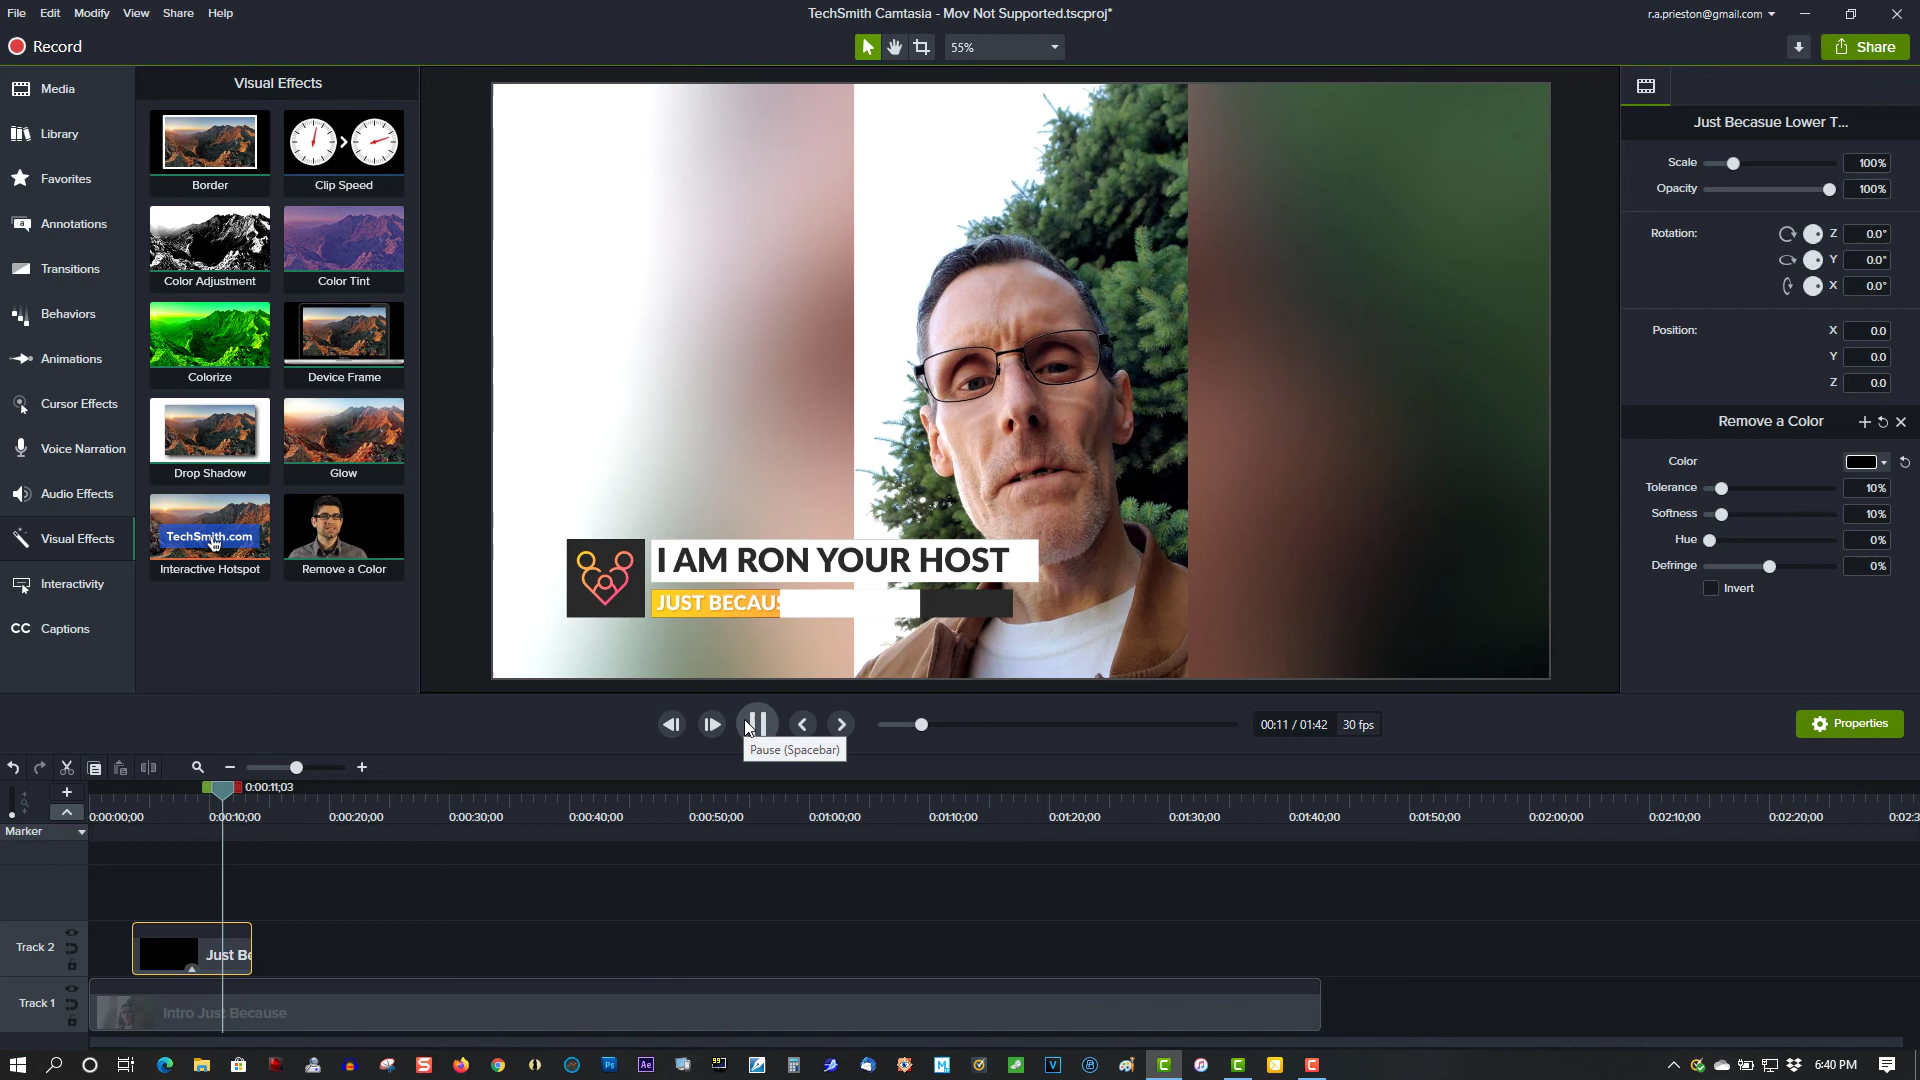 File Edit Modify View Share Help
TechSmith Camtasia - Mov Not Supported.tscproj*
r.a.prieston@gmail.com
Record
55%
Share
Media
Library
Favorites
Annotations
Transitions
Behaviors
Animations
Cursor Effects
Voice Narration
Audio Effects
Visual Effects
Interactivity
CC Captions
Visual Effects
Border
Clip Speed
Color Adjustment
Color Tint
Colorize
Device Frame
Drop Shadow
Glow
TechSmith.com
Interactive Hotspot
Remove a Color
I AM RON YOUR HOST
JUST BECAUS
Just Becasue Lower T...
Scale 100%
Opacity 100%
Rotation: Z 0.0°
Y 0.0°
X 0.0°
Position: X 0.0
Y 0.0
Z 0.0
Remove a Color
Color
Tolerance 10%
Softness 10%
Hue 0%
Defringe 0%
Invert
Pause (Spacebar)
00:11 / 01:42 30 fps
Properties
0:00:11;03
0:00:00;00 0:00:10;00 0:00:20;00 0:00:30;00 0:00:40;00 0:00:50;00 0:01:00;00 0:01:10;00 0:01:20;00 0:01:30;00 0:01:40;00 0:01:50;00 0:02:00;00 0:02:10;00 0:02:20;00 0:02:3
Marker
Track 2
Just Be
Track 1
Intro Just Because
6:40 PM